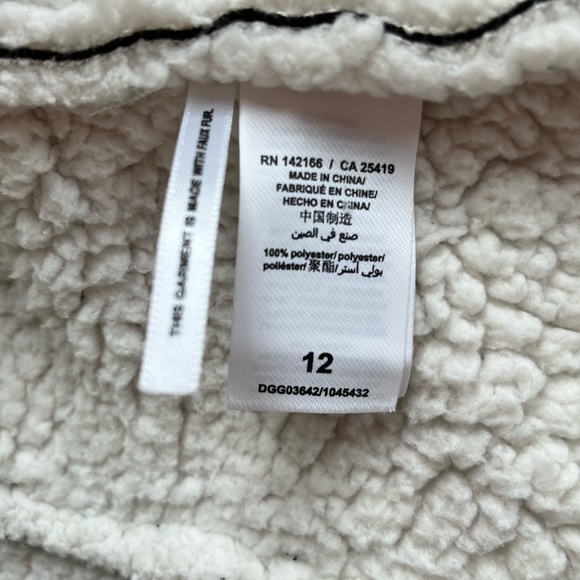 THIS GARMENT IS MADE WITH FAUX FUR.
RN 142166 / CA 25419
MADE IN CHINA/
FABRIQUÉ EN CHINE/
HECHO EN CHINA/
中国制造
صنع في الصين
100% polyester/polyester/
poliéster/聚酯/بولي أستر
12
DGG03642/1045432